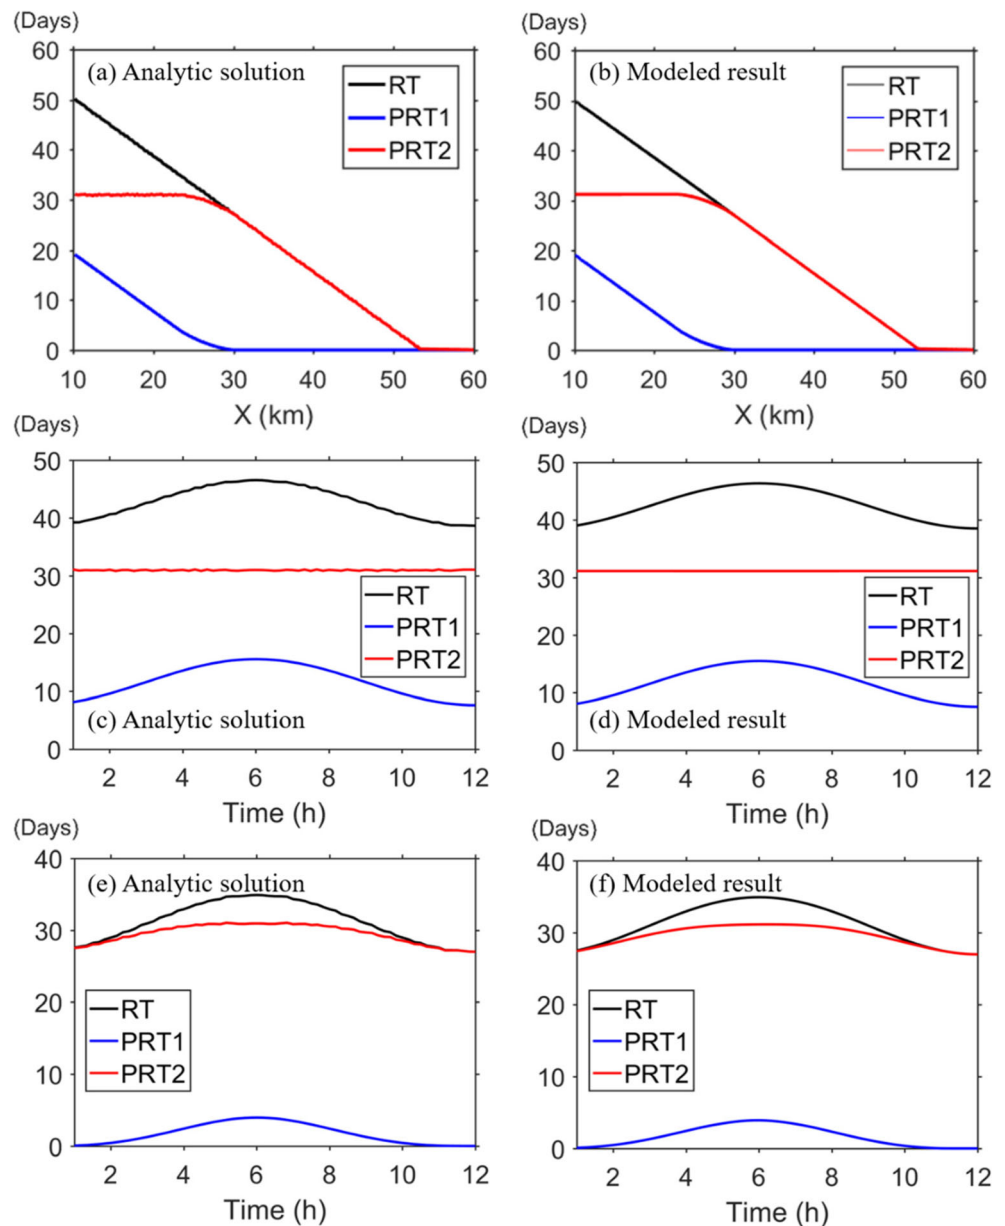 (Days)
(Days)
60
50
40
30
20
10
0
(a) Analytic solution
RT
PRT1
PRT2
10
20
30
40
50
60
X (km)
60
50
40
30
20
10
0
(b) Modeled result
RT
PRT1
PRT2
10
20
30
40
50
60
X (km)
(Days)
(Days)
50
40
30
20
10
0
RT
PRT1
PRT2
(c) Analytic solution
2
4
6
8
10
12
Time (h)
50
40
30
20
10
0
RT
PRT1
PRT2
(d) Modeled result
2
4
6
8
10
12
Time (h)
(Days)
(Days)
40
30
20
10
0
(e) Analytic solution
RT
PRT1
PRT2
2
4
6
8
10
12
Time (h)
40
30
20
10
0
(f) Modeled result
RT
PRT1
PRT2
2
4
6
8
10
12
Time (h)